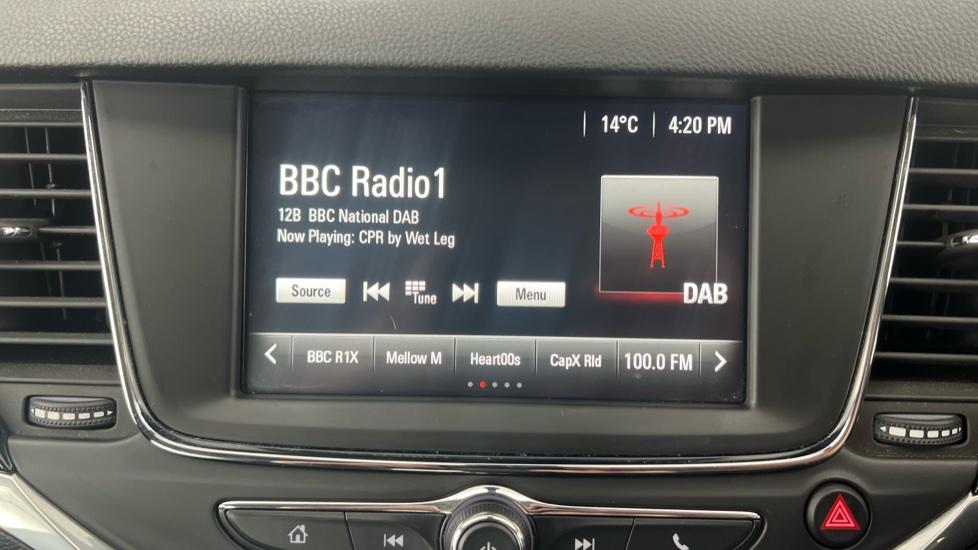 14°C 4:20 PM
BBC Radio1
12B BBC National DAB
Now Playing: CPR by Wet Leg
Source Tune Menu
DAB
BBC R1X Mellow M Heart00s CapX Rld 100.0 FM